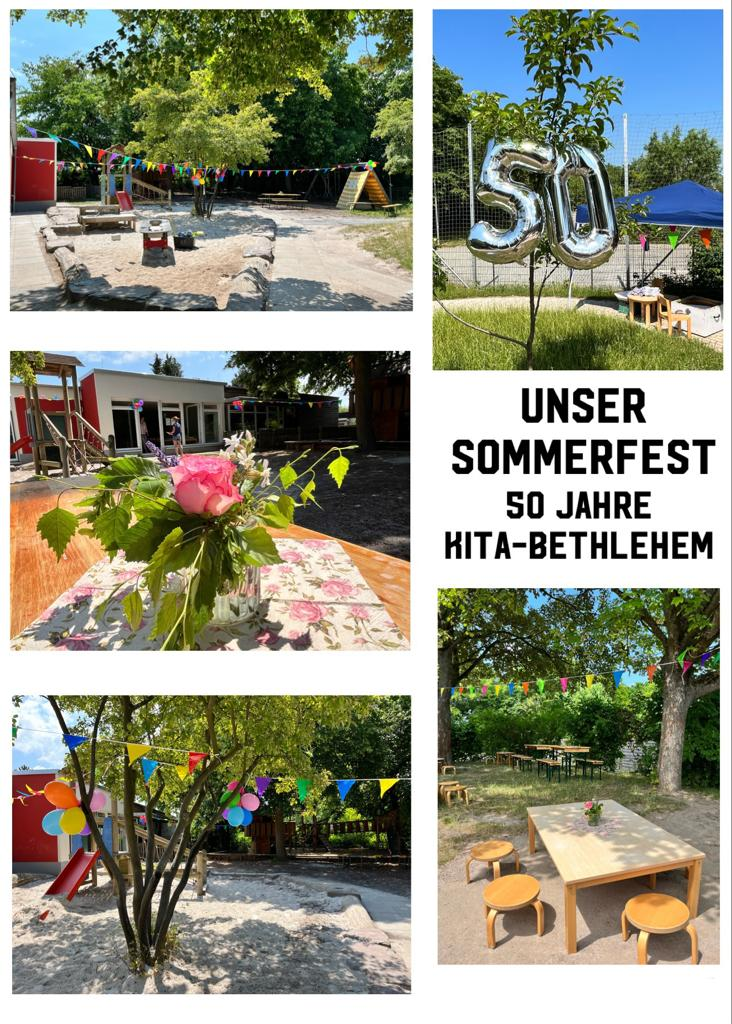 50
UNSER
SOMMERFEST
50 JAHRE
KITA-BETHLEHEM